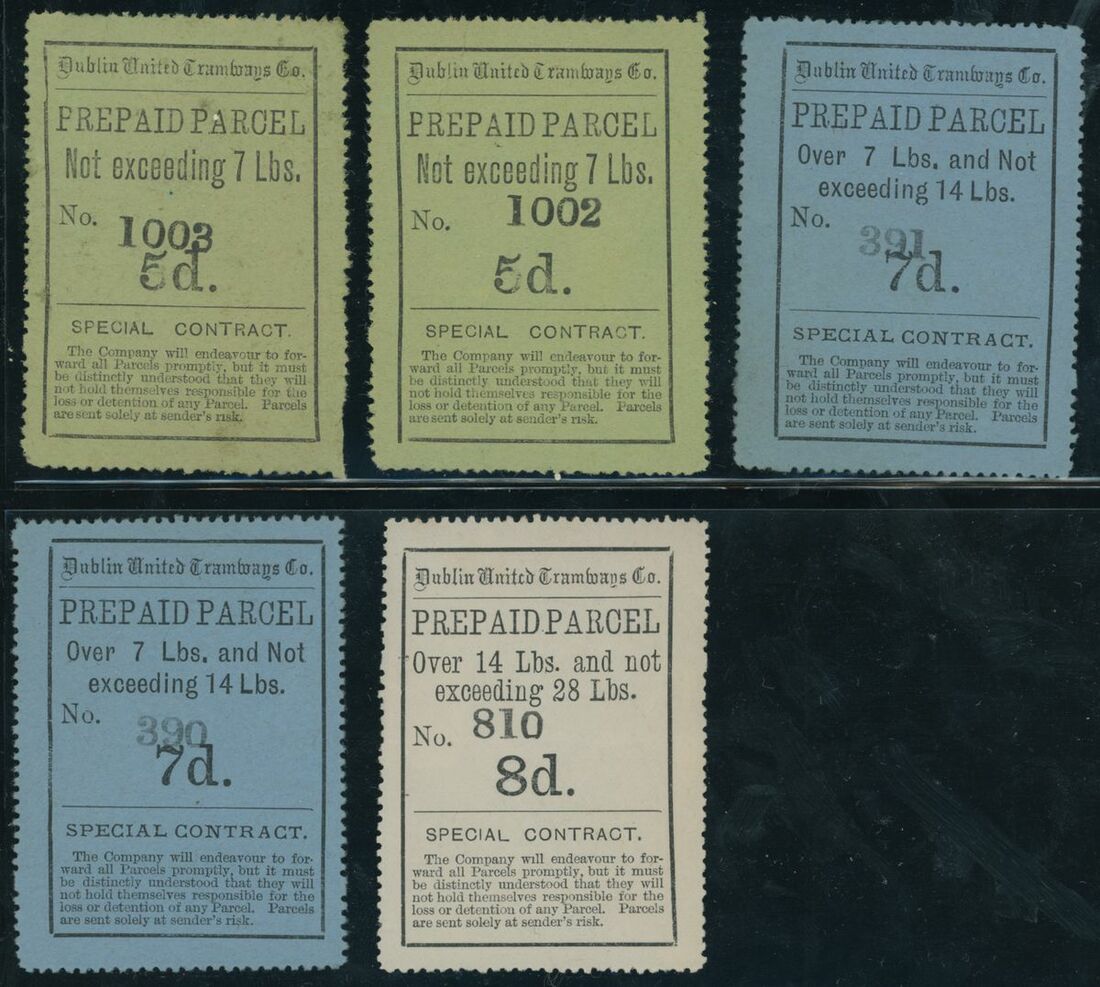 Dublin United Tramways Co.
PREPAID PARCEL
Not exceeding 7 Lbs.
No. 1003
5d.
SPECIAL CONTRACT.
The Company will endeavour to for-
ward all Parcels promptly, but it must
be distinctly understood that they will
not hold themselves responsible for the
loss or detention of any Parcel. Parcels
are sent solely at sender's risk.
Dublin United Tramways Co.
PREPAID PARCEL
Not exceeding 7 Lbs.
No. 1002
5d.
SPECIAL CONTRACT.
The Company will endeavour to for-
ward all Parcels promptly, but it must
be distinctly understood that they will
not hold themselves responsible for the
loss or detention of any Parcel. Parcels
are sent solely at sender's risk.
Dublin United Tramways Co.
PREPAID PARCEL
Over 7 Lbs. and Not
exceeding 14 Lbs.
No.
391
7d.
SPECIAL CONTRACT.
The Company will endeavour to for-
ward all Parcels promptly, but it must
be distinctly understood that they will
not hold themselves responsible for the
loss or detention of any Parcel. Parcels
are sent solely at sender's risk.
Dublin United Tramways Co.
PREPAID PARCEL
Over 7 Lbs. and Not
exceeding 14 Lbs.
No.
390
7d.
SPECIAL CONTRACT.
The Company will endeavour to for-
ward all Parcels promptly, but it must
be distinctly understood that they will
not hold themselves responsible for the
loss or detention of any Parcel. Parcels
are sent solely at sender's risk.
Dublin United Tramways Co.
PREPAID PARCEL
Over 14 Lbs. and not
exceeding 28 Lbs.
No. 810
8d.
SPECIAL CONTRACT.
The Company will endeavour to for-
ward all Parcels promptly, but it must
be distinctly understood that they will
not hold themselves responsible for the
loss or detention of any Parcel. Parcels
are sent solely at sender's risk.